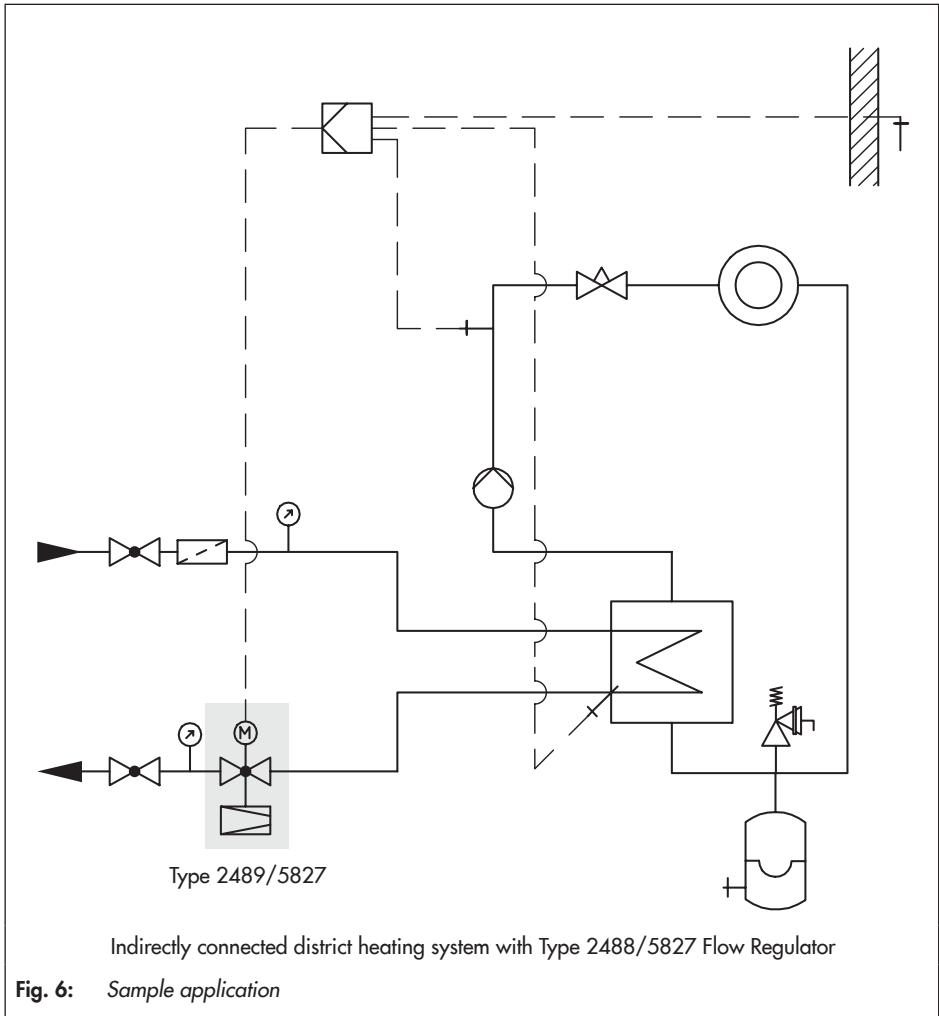 M
Type 2489/5827
Indirectly connected district heating system with Type 2488/5827 Flow Regulator
Fig. 6: Sample application